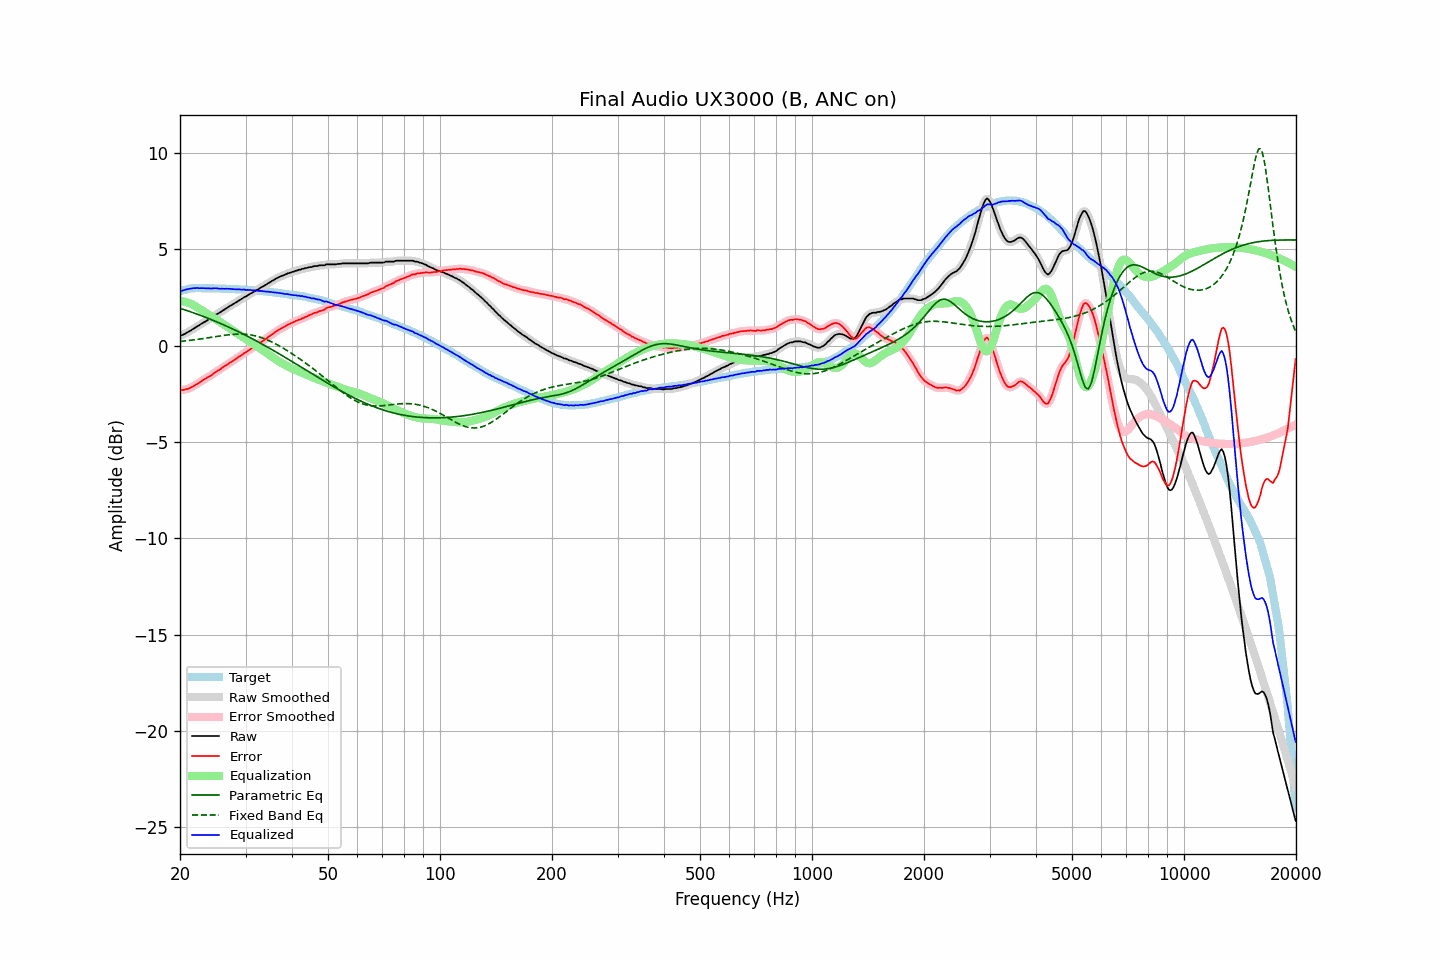 Final Audio UX3000 (B, ANC on)
Amplitude (dBr)
10
5
0
−5
−10
−15
−20
−25
Target
Raw Smoothed
Error Smoothed
Raw
Error
Equalization
Parametric Eq
Fixed Band Eq
Equalized
20 50 100 200 500 1000 2000 5000 10000 20000
Frequency (Hz)